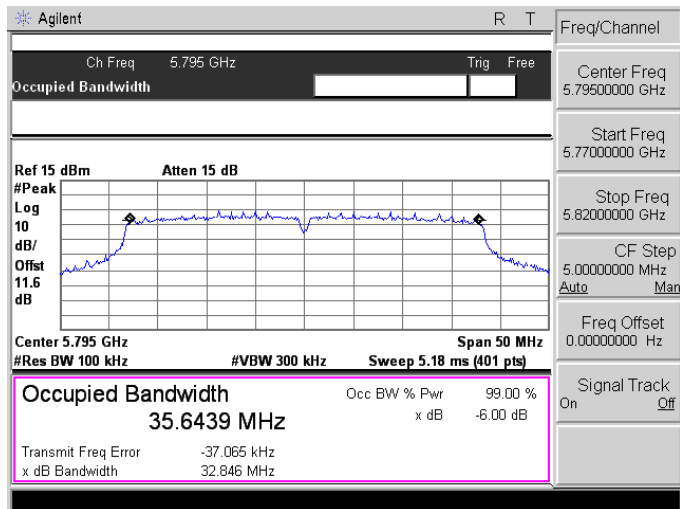 Agilent R T
Ch Freq 5.795 GHz Trig Free
Occupied Bandwidth
Ref 15 dBm Atten 15 dB
#Peak
Log
10
dB/
Offst
11.6
dB
Center 5.795 GHz Span 50 MHz
#Res BW 100 kHz #VBW 300 kHz Sweep 5.18 ms (401 pts)
Occupied Bandwidth Occ BW % Pwr 99.00 %
35.6439 MHz x dB -6.00 dB
Transmit Freq Error -37.065 kHz
x dB Bandwidth 32.846 MHz
Freq/Channel
Center Freq
5.79500000 GHz
Start Freq
5.77000000 GHz
Stop Freq
5.82000000 GHz
CF Step
5.00000000 MHz
Auto Man
Freq Offset
0.00000000 Hz
Signal Track
On Off